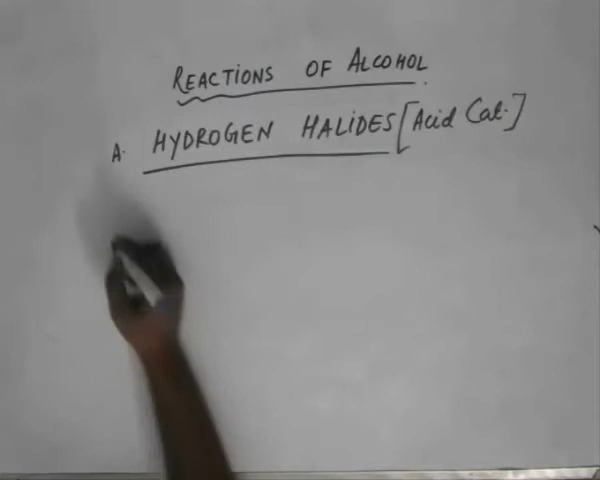 REACTIONS OF ALCOHOL.
A. HYDROGEN HALIDES [Acid Cat.]